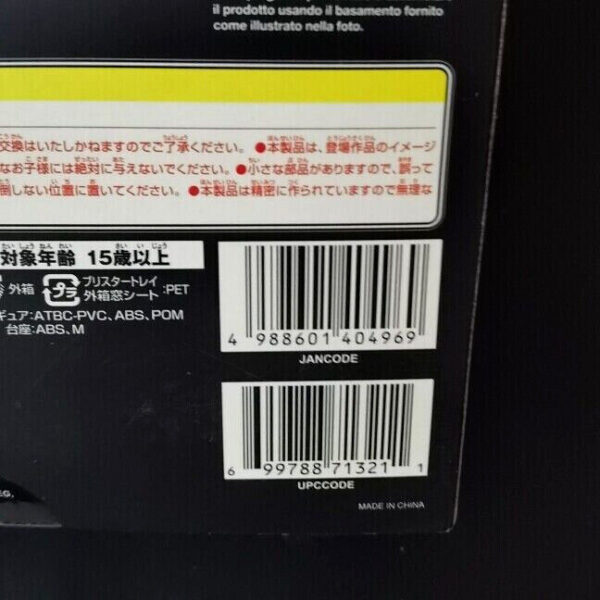 il prodotto usando il basamento fornito
come illustrato nella foto.
交換はいたしかねますのでご了承ください。 ●本製品は、登場作品のイメージ
なお子様には絶対に与えないでください。 ●小さな部品がありますので、誤って
倒しない位置に置いてください。 ●本製品は精密に作られていますので無理な
対象年齢 15歳以上
外箱 プラ ブリスタートレイ
外箱窓シート :PET
ギュア:ATBC-PVC、ABS、POM
台座:ABS、M
4 988601 404969
JANCODE
6 99788 71321 1
UPCCODE
MADE IN CHINA
EG.